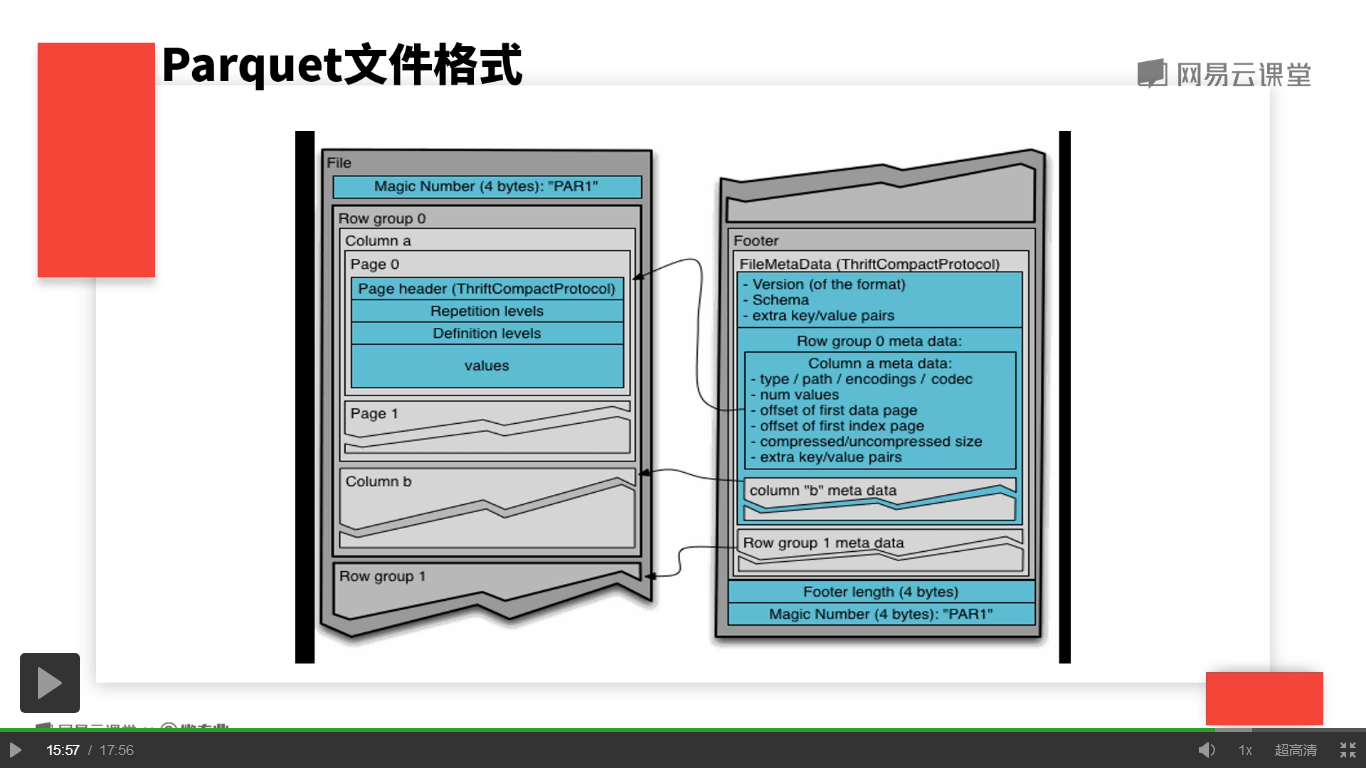 Parquet文件格式
网易云课堂
File
Magic Number (4 bytes): "PAR1"
Row group 0
Column a
Page 0
Page header (ThriftCompactProtocol)
Repetition levels
Definition levels
values
Page 1
Column b
Row group 1
Footer
FileMetaData (ThriftCompactProtocol)
- Version (of the format)
- Schema
- extra key/value pairs
Row group 0 meta data:
Column a meta data:
- type / path / encodings / codec
- num values
- offset of first data page
- offset of first index page
- compressed/uncompressed size
- extra key/value pairs
column "b" meta data
Row group 1 meta data
Footer length (4 bytes)
Magic Number (4 bytes): "PAR1"
15:57 / 17:56
1x
超高清